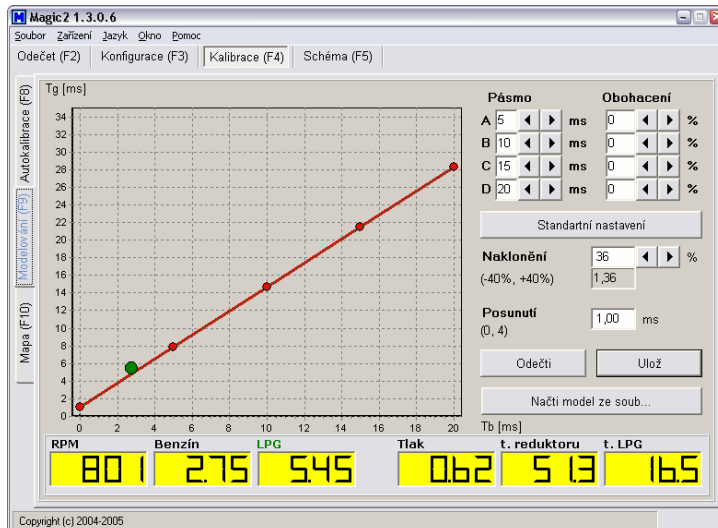 Magic2 1.3.0.6
Soubor Zařízení Jazyk Okno Pomoc
Odečet (F2) Konfigurace (F3) Kalibrace (F4) Schéma (F5)
Autokalibrace (F8)
Modelování (F9)
Mapa (F10)
Tg [ms]
34
32
30
28
26
24
22
20
18
16
14
12
10
8
6
4
2
0
0 2 4 6 8 10 12 14 16 18 20
Tb [ms]
Pásmo Obohacení
A 5 ms 0 %
B 10 ms 0 %
C 15 ms 0 %
D 20 ms 0 %
Standartní nastavení
Naklonění 36 %
(-40%, +40%) 1,36
Posunutí 1,00 ms
(0, 4)
Odečti Ulož
Načti model ze soub...
RPM Benzín LPG Tlak t. reduktoru t. LPG
801 2.75 5.45 0.62 51.3 16.5
Copyright (c) 2004-2005